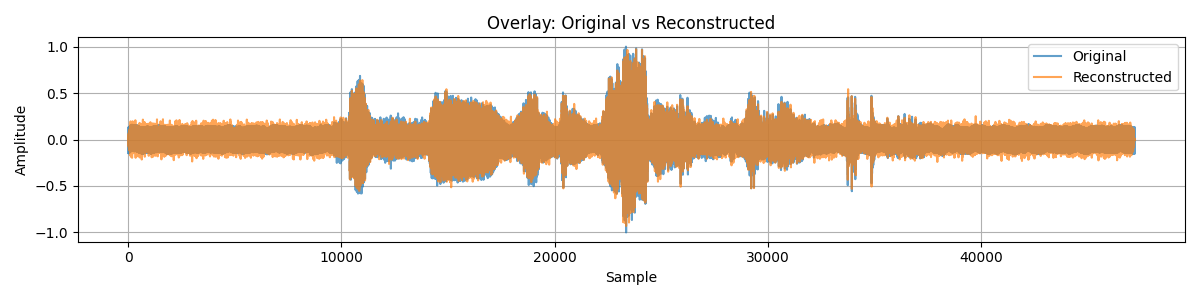 Overlay: Original vs Reconstructed
Original
Reconstructed
1.0
0.5
0.0
−0.5
−1.0
Amplitude
0
10000
20000
30000
40000
Sample